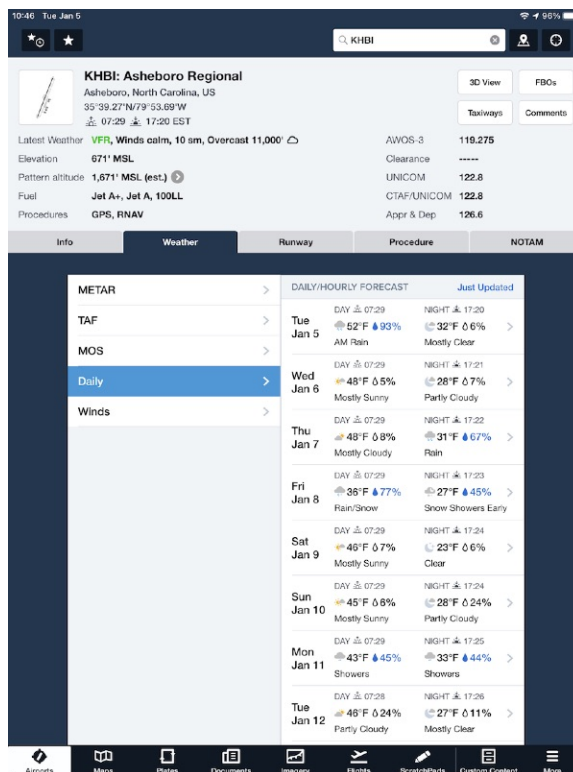 10:46 Tue Jan 5
96%
KHBI
KHBI: Asheboro Regional
Asheboro, North Carolina, US
35°39.27'N/79°53.69'W
07:29 17:20 EST
3D View
FBOs
Taxiways
Comments
Latest Weather VFR, Winds calm, 10 sm, Overcast 11,000'
Elevation 671' MSL
Pattern altitude 1,671' MSL (est.)
Fuel Jet A+, Jet A, 100LL
Procedures GPS, RNAV
AWOS-3 119.275
Clearance -----
UNICOM 122.8
CTAF/UNICOM 122.8
Appr & Dep 126.6
Info Weather Runway Procedure NOTAM
METAR
TAF
MOS
Daily
Winds
DAILY/HOURLY FORECAST Just Updated
DAY 07:29 NIGHT 17:20
Tue Jan 5
52°F 93% 32°F 6%
AM Rain Mostly Clear
DAY 07:29 NIGHT 17:21
Wed Jan 6
48°F 5% 28°F 7%
Mostly Sunny Partly Cloudy
DAY 07:29 NIGHT 17:22
Thu Jan 7
48°F 8% 31°F 67%
Mostly Cloudy Rain
DAY 07:29 NIGHT 17:23
Fri Jan 8
36°F 77% 27°F 45%
Rain/Snow Snow Showers Early
DAY 07:29 NIGHT 17:24
Sat Jan 9
46°F 7% 23°F 6%
Mostly Sunny Clear
DAY 07:29 NIGHT 17:24
Sun Jan 10
45°F 6% 28°F 24%
Mostly Sunny Partly Cloudy
DAY 07:29 NIGHT 17:25
Mon Jan 11
43°F 45% 33°F 44%
Showers Showers
DAY 07:28 NIGHT 17:26
Tue Jan 12
46°F 24% 27°F 11%
Partly Cloudy Mostly Clear
Airports Maps Plates Documents Imagery Flights ScratchPads Custom Content More